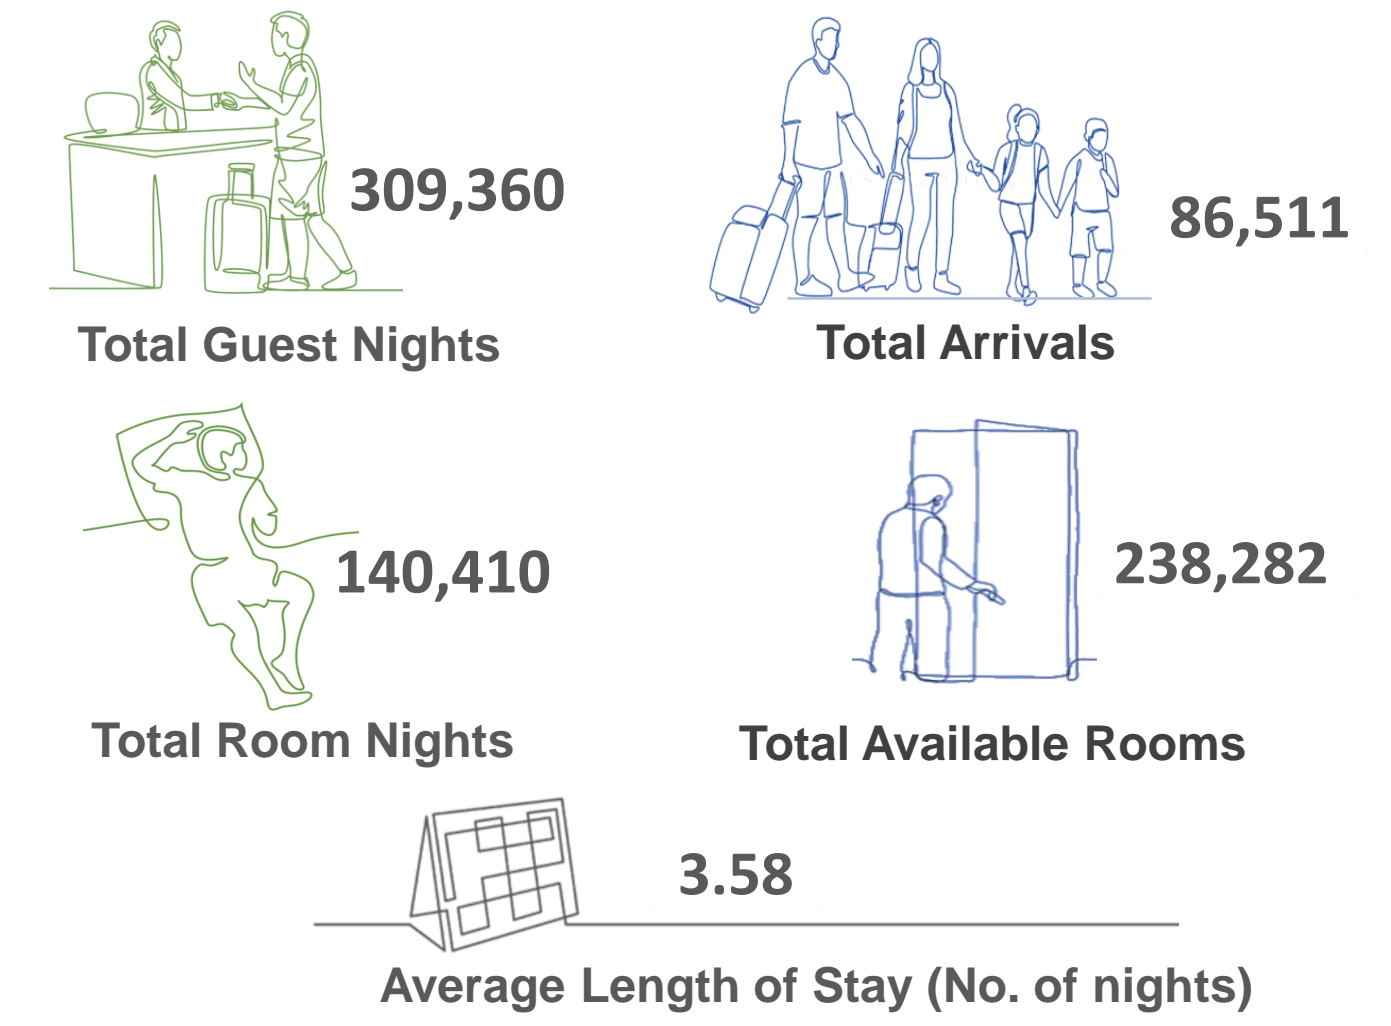 309,360
86,511
Total Guest Nights
Total Arrivals
140,410
238,282
Total Room Nights
Total Available Rooms
3.58
Average Length of Stay (No. of nights)